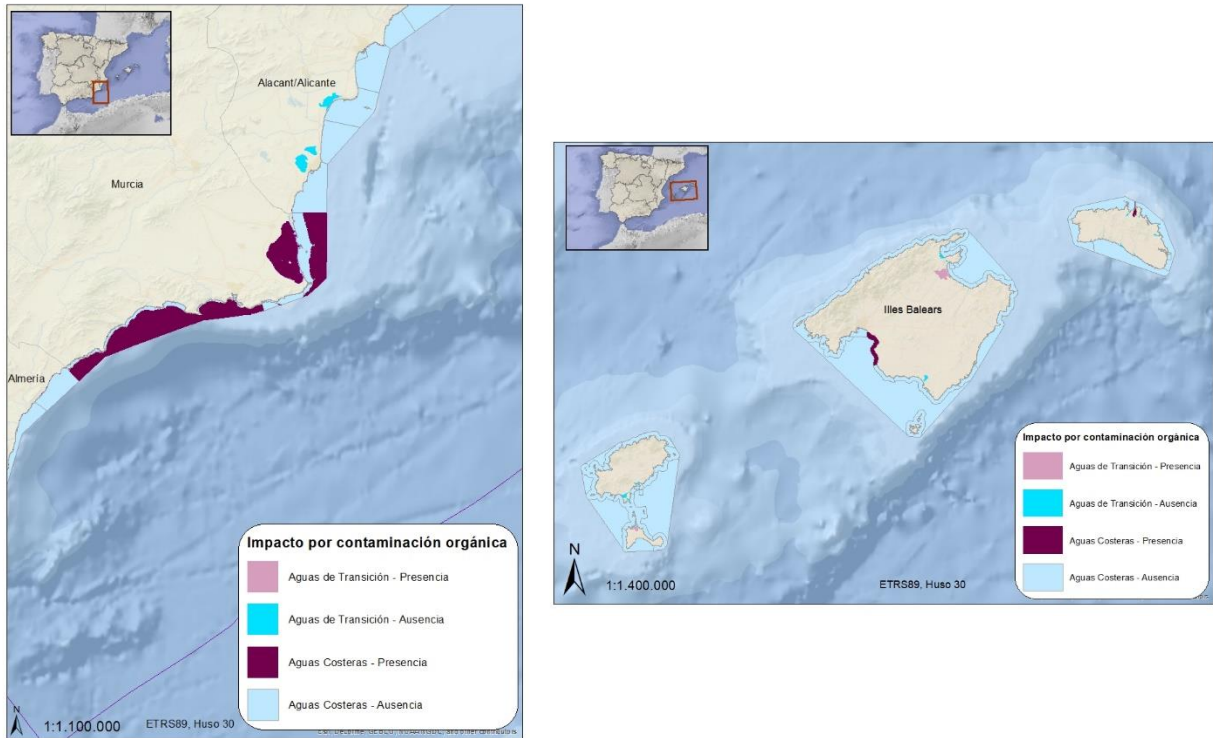 Alacant/Alicante
Murcia
Almería
Impacto por contaminación orgánica
Aguas de Transición - Presencia
Aguas de Transición - Ausencia
Aguas Costeras - Presencia
Aguas Costeras - Ausencia
N
1:1.100.000
ETRS89, Huso 30
Illes Balears
Impacto por contaminación orgánica
Aguas de Transición - Presencia
Aguas de Transición - Ausencia
Aguas Costeras - Presencia
Aguas Costeras - Ausencia
N
1:1.400.000
ETRS89, Huso 30